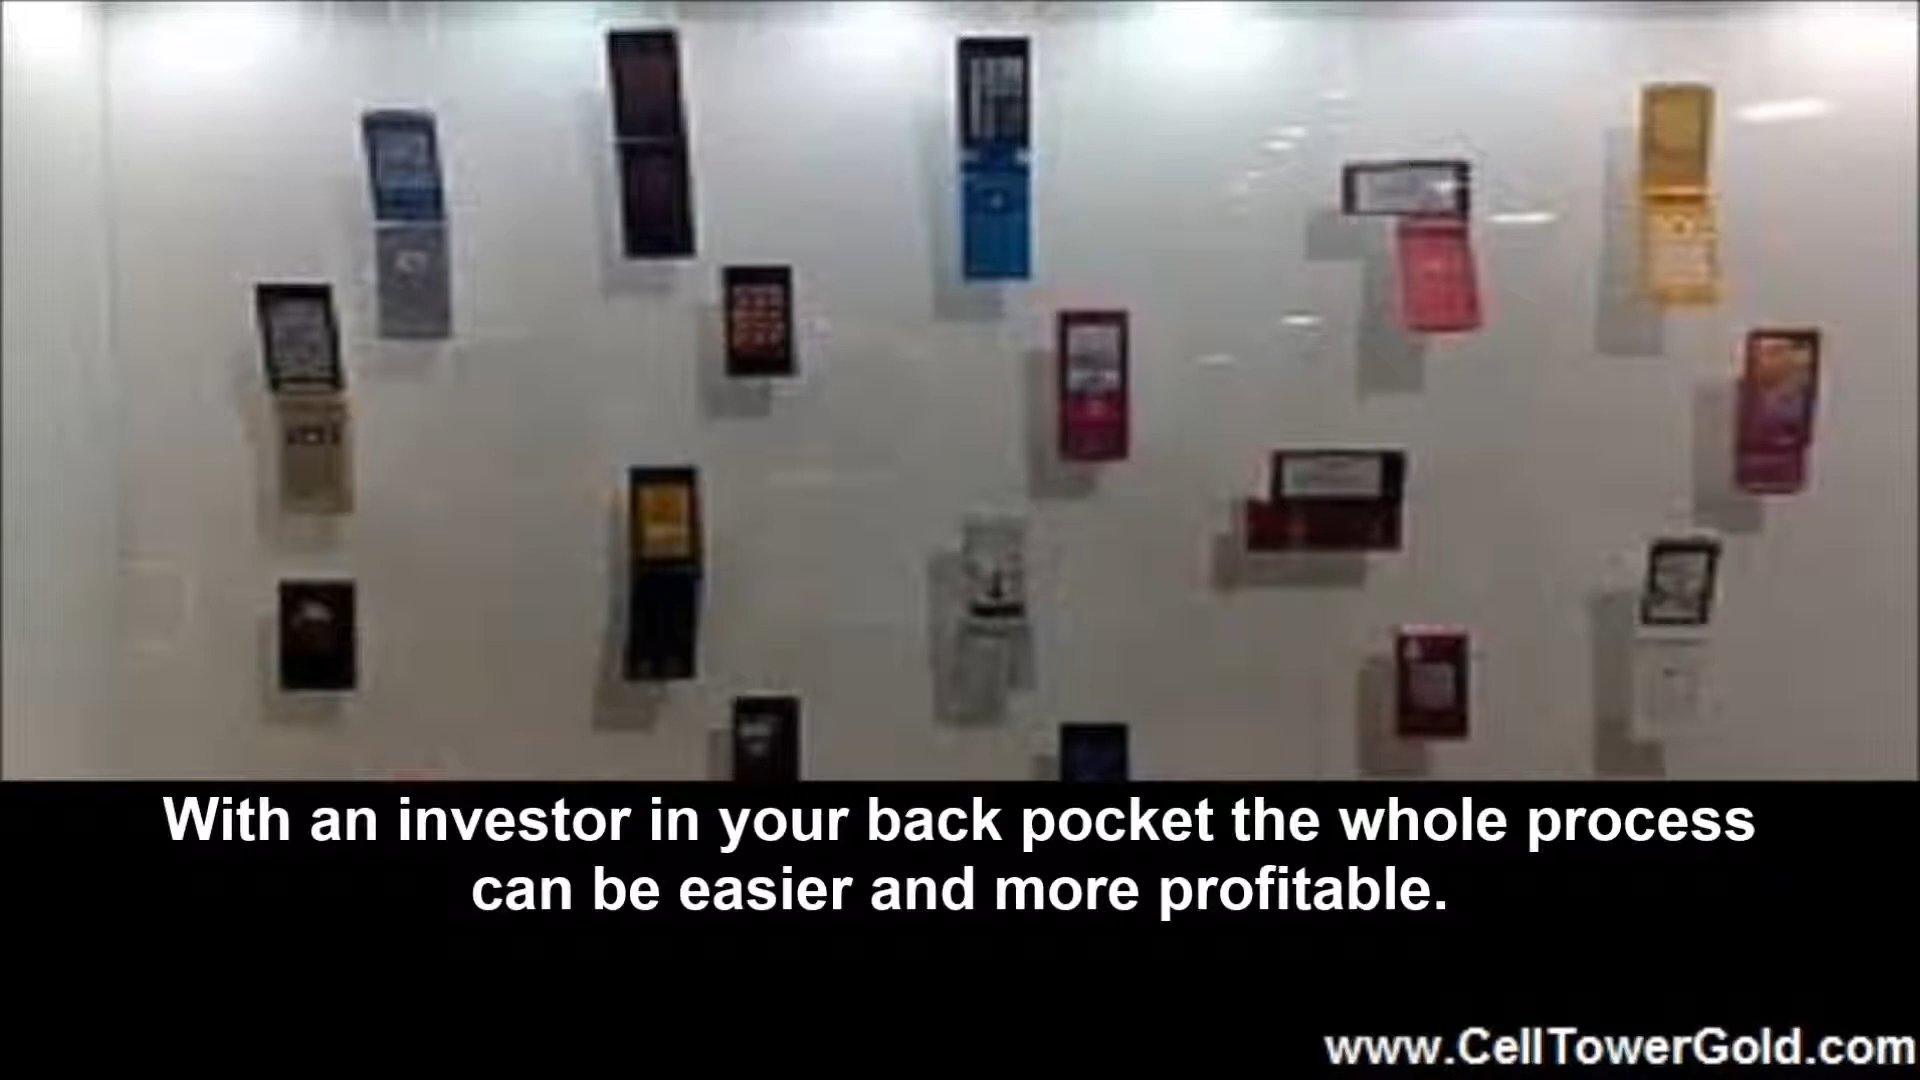 With an investor in your back pocket the whole process
can be easier and more profitable.
www.CellTowerGold.com